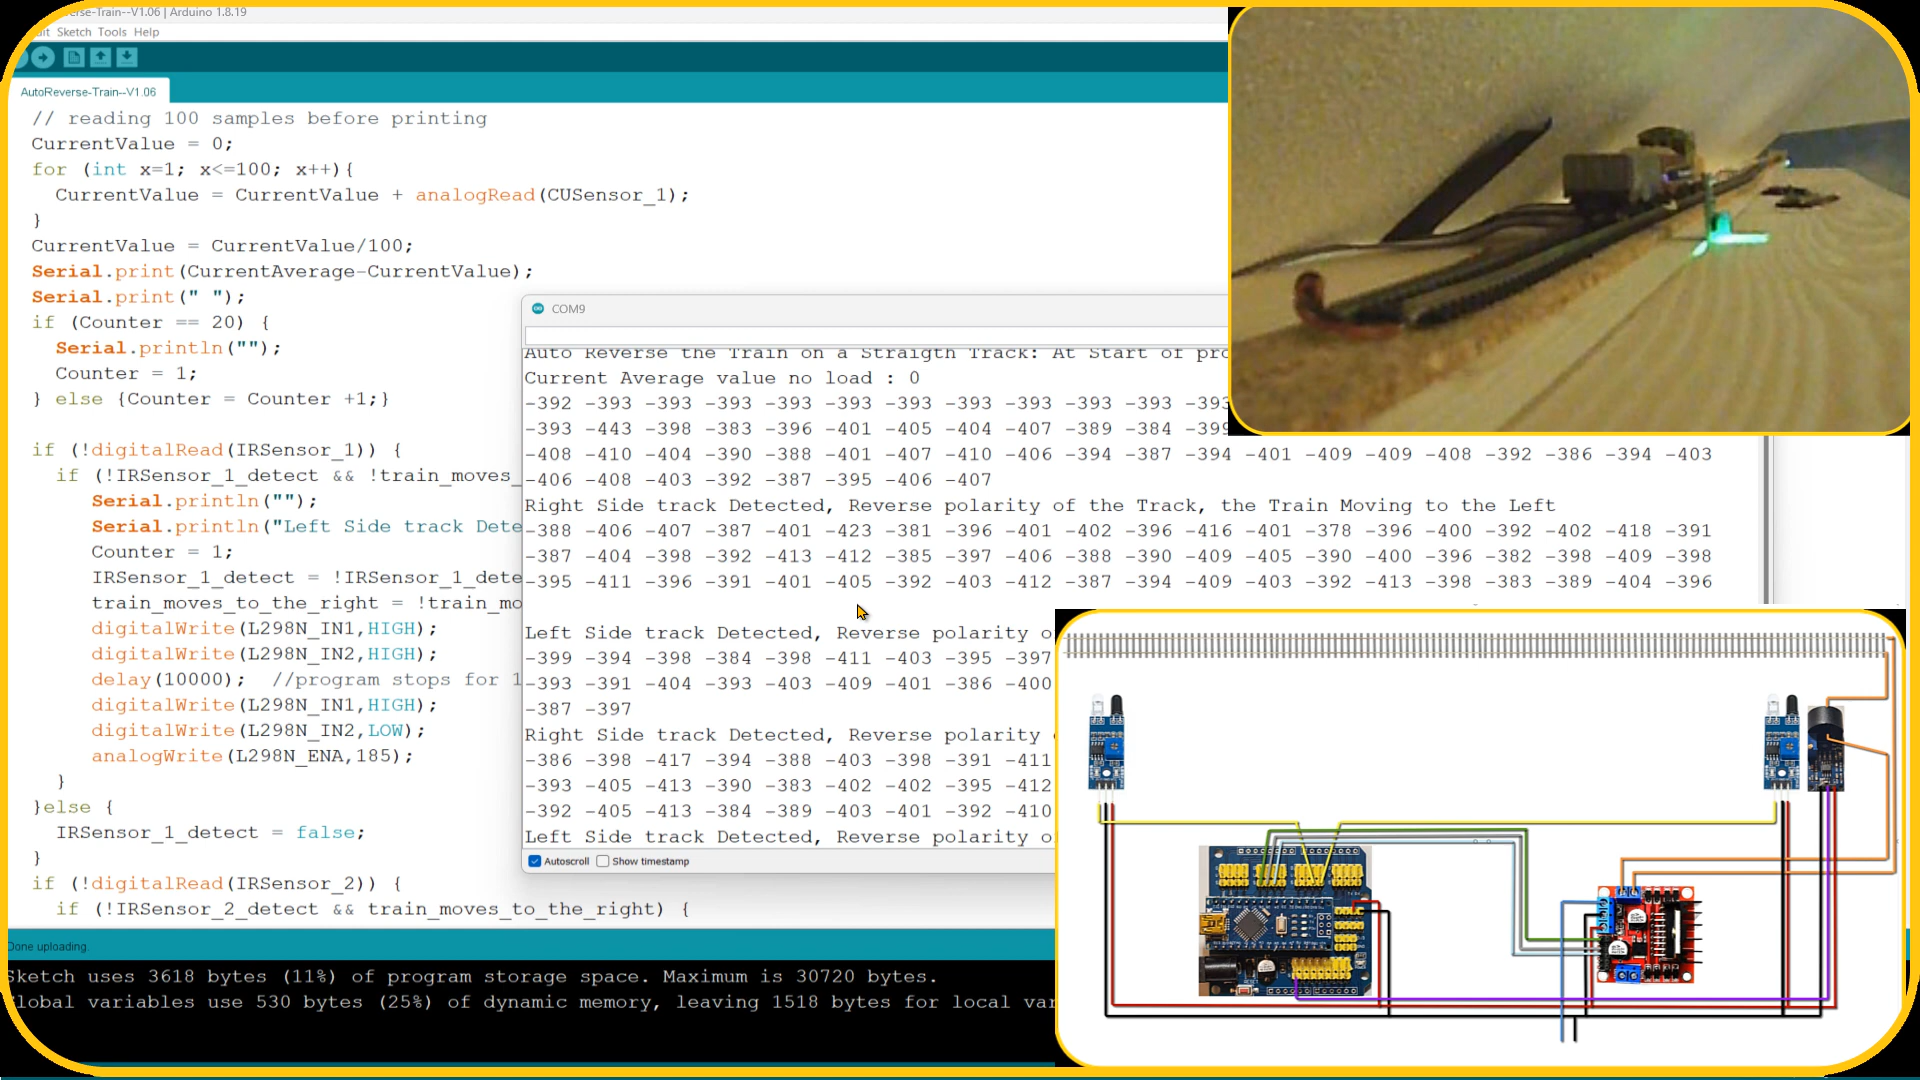 erse-Train--V1.06 | Arduino 1.8.19
dit Sketch Tools Help
AutoReverse-Train--V1.06
// reading 100 samples before printing
CurrentValue = 0;
for (int x=1; x<=100; x++){
CurrentValue = CurrentValue + analogRead(CUSensor_1);
}
CurrentValue = CurrentValue/100;
Serial.print(CurrentAverage-CurrentValue);
Serial.print(" ");
if (Counter == 20) {
Serial.println("");
Counter = 1;
} else {Counter = Counter +1;}
if (!digitalRead(IRSensor_1)) {
if (!IRSensor_1_detect && !train_moves_
Serial.println("");
Serial.println("Left Side track Dete
Counter = 1;
IRSensor_1_detect = !IRSensor_1_dete
train_moves_to_the_right = !train_mo
digitalWrite(L298N_IN1,HIGH);
digitalWrite(L298N_IN2,HIGH);
delay(10000); //program stops for 1
digitalWrite(L298N_IN1,HIGH);
digitalWrite(L298N_IN2,LOW);
analogWrite(L298N_ENA,185);
}
}else {
IRSensor_1_detect = false;
}
if (!digitalRead(IRSensor_2)) {
if (!IRSensor_2_detect && train_moves_to_the_right) {
Done uploading.
Sketch uses 3618 bytes (11%) of program storage space. Maximum is 30720 bytes.
Global variables use 530 bytes (25%) of dynamic memory, leaving 1518 bytes for local var
COM9
Auto Reverse the Train on a Straigth Track: At Start of pro
Current Average value no load : 0
-392 -393 -393 -393 -393 -393 -393 -393 -393 -393 -393 -393
-393 -443 -398 -383 -396 -401 -405 -404 -407 -389 -384 -399
-408 -410 -404 -390 -388 -401 -407 -410 -406 -394 -387 -394 -401 -409 -409 -408 -392 -386 -394 -403
-406 -408 -403 -392 -387 -395 -406 -407
Right Side track Detected, Reverse polarity of the Track, the Train Moving to the Left
-388 -406 -407 -387 -401 -423 -381 -396 -401 -402 -396 -416 -401 -378 -396 -400 -392 -402 -418 -391
-387 -404 -398 -392 -413 -412 -385 -397 -406 -388 -390 -409 -405 -390 -400 -396 -382 -398 -409 -398
-395 -411 -396 -391 -401 -405 -392 -403 -412 -387 -394 -409 -403 -392 -413 -398 -383 -389 -404 -396
Left Side track Detected, Reverse polarity o
-399 -394 -398 -384 -398 -411 -403 -395 -397
-393 -391 -404 -393 -403 -409 -401 -386 -400
-387 -397
Right Side track Detected, Reverse polarity
-386 -398 -417 -394 -388 -403 -398 -391 -411
-393 -405 -413 -390 -383 -402 -402 -395 -412
-392 -405 -413 -384 -389 -403 -401 -392 -410
Left Side track Detected, Reverse polarity o
Autoscroll Show timestamp